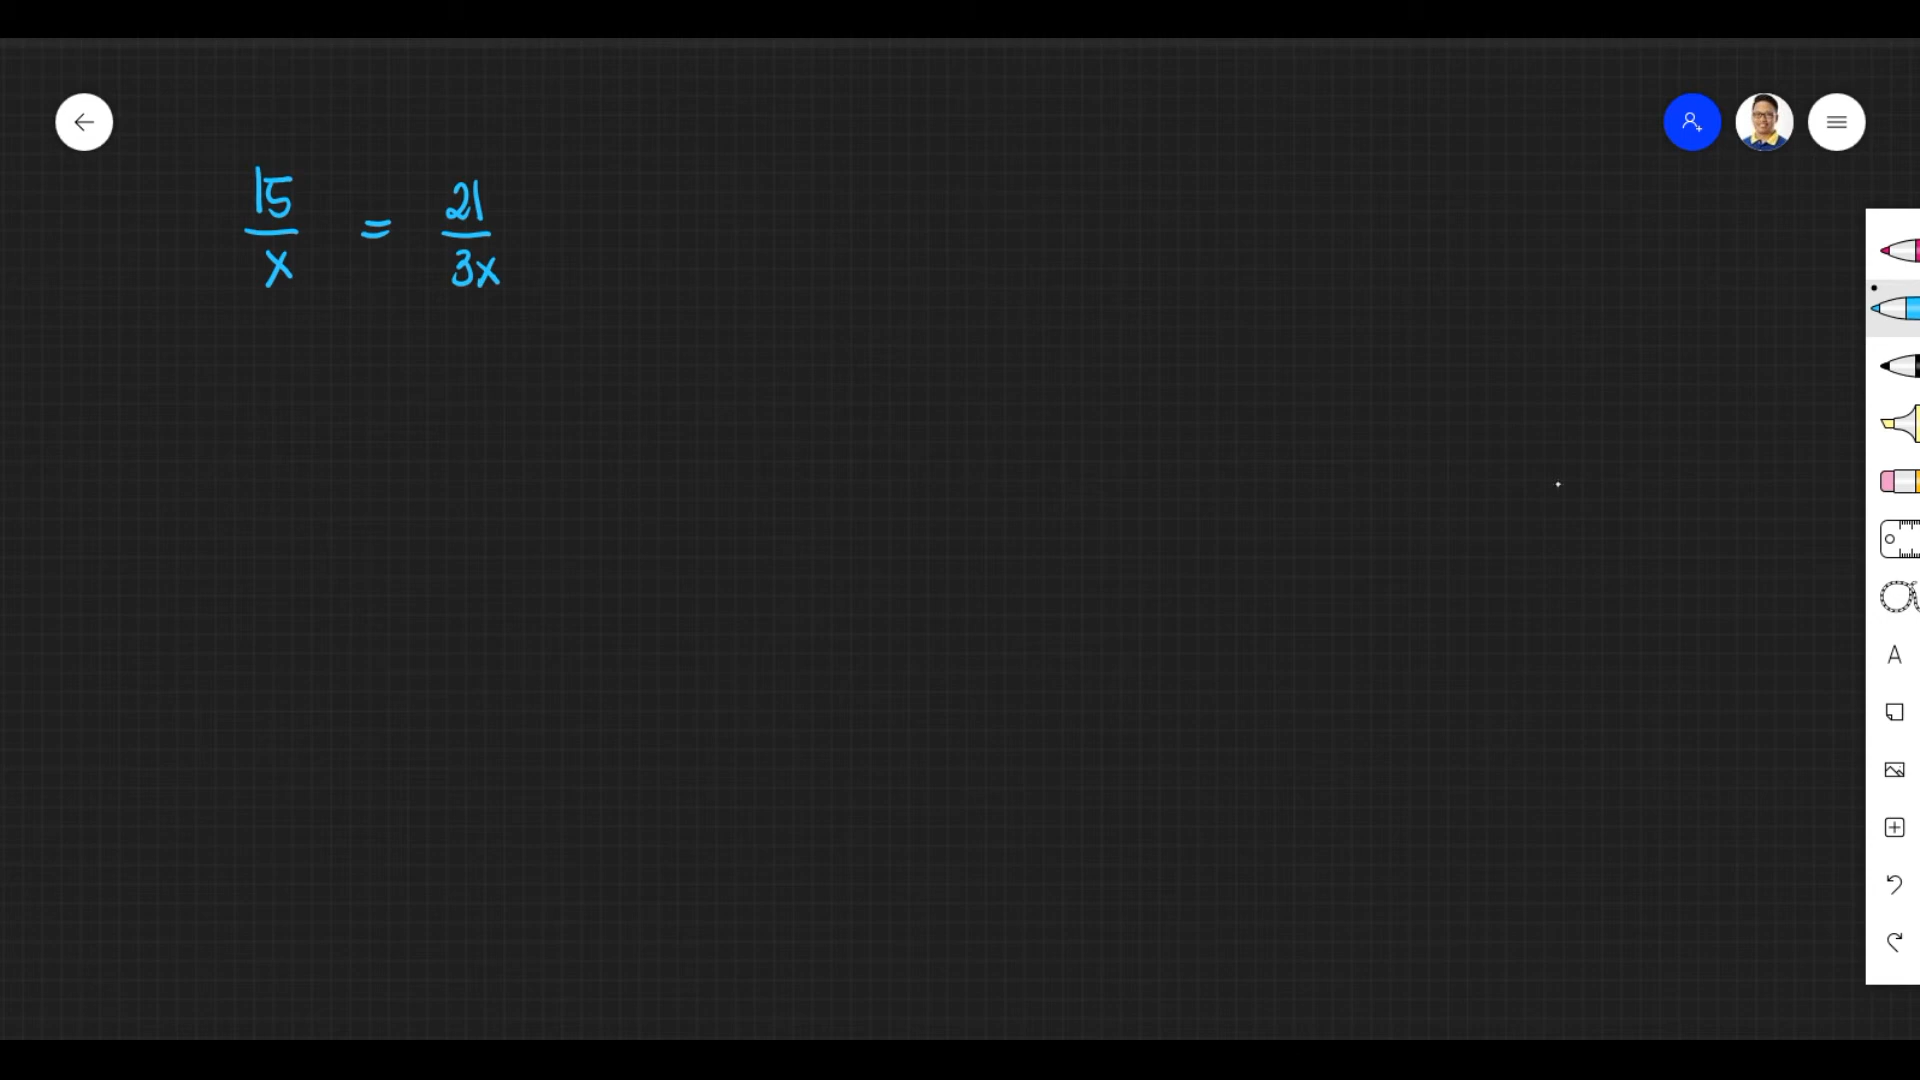 15/x = 21/3x
A